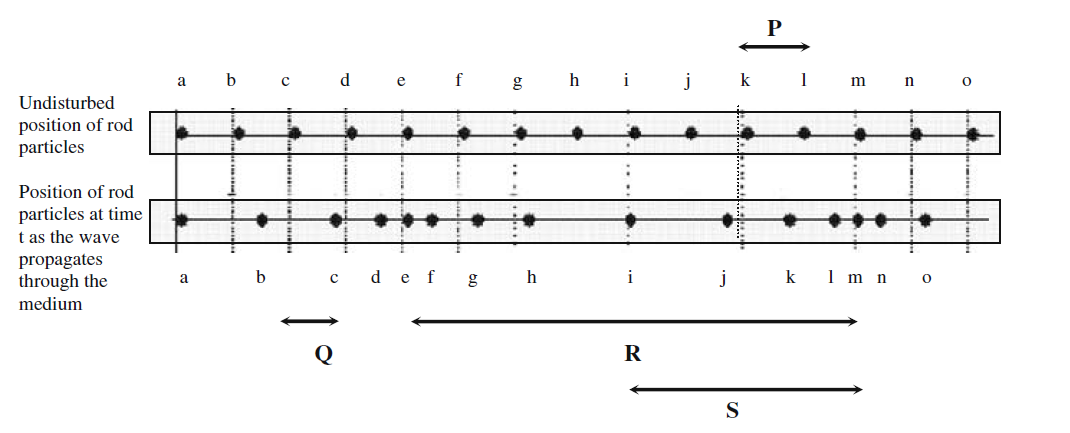 P
a b c d e f g h i j k l m n o
Undisturbed
position of rod
particles
Position of rod
particles at time
t as the wave
propagates
through the
medium
a b c d e f g h i j k l m n o
Q R
S